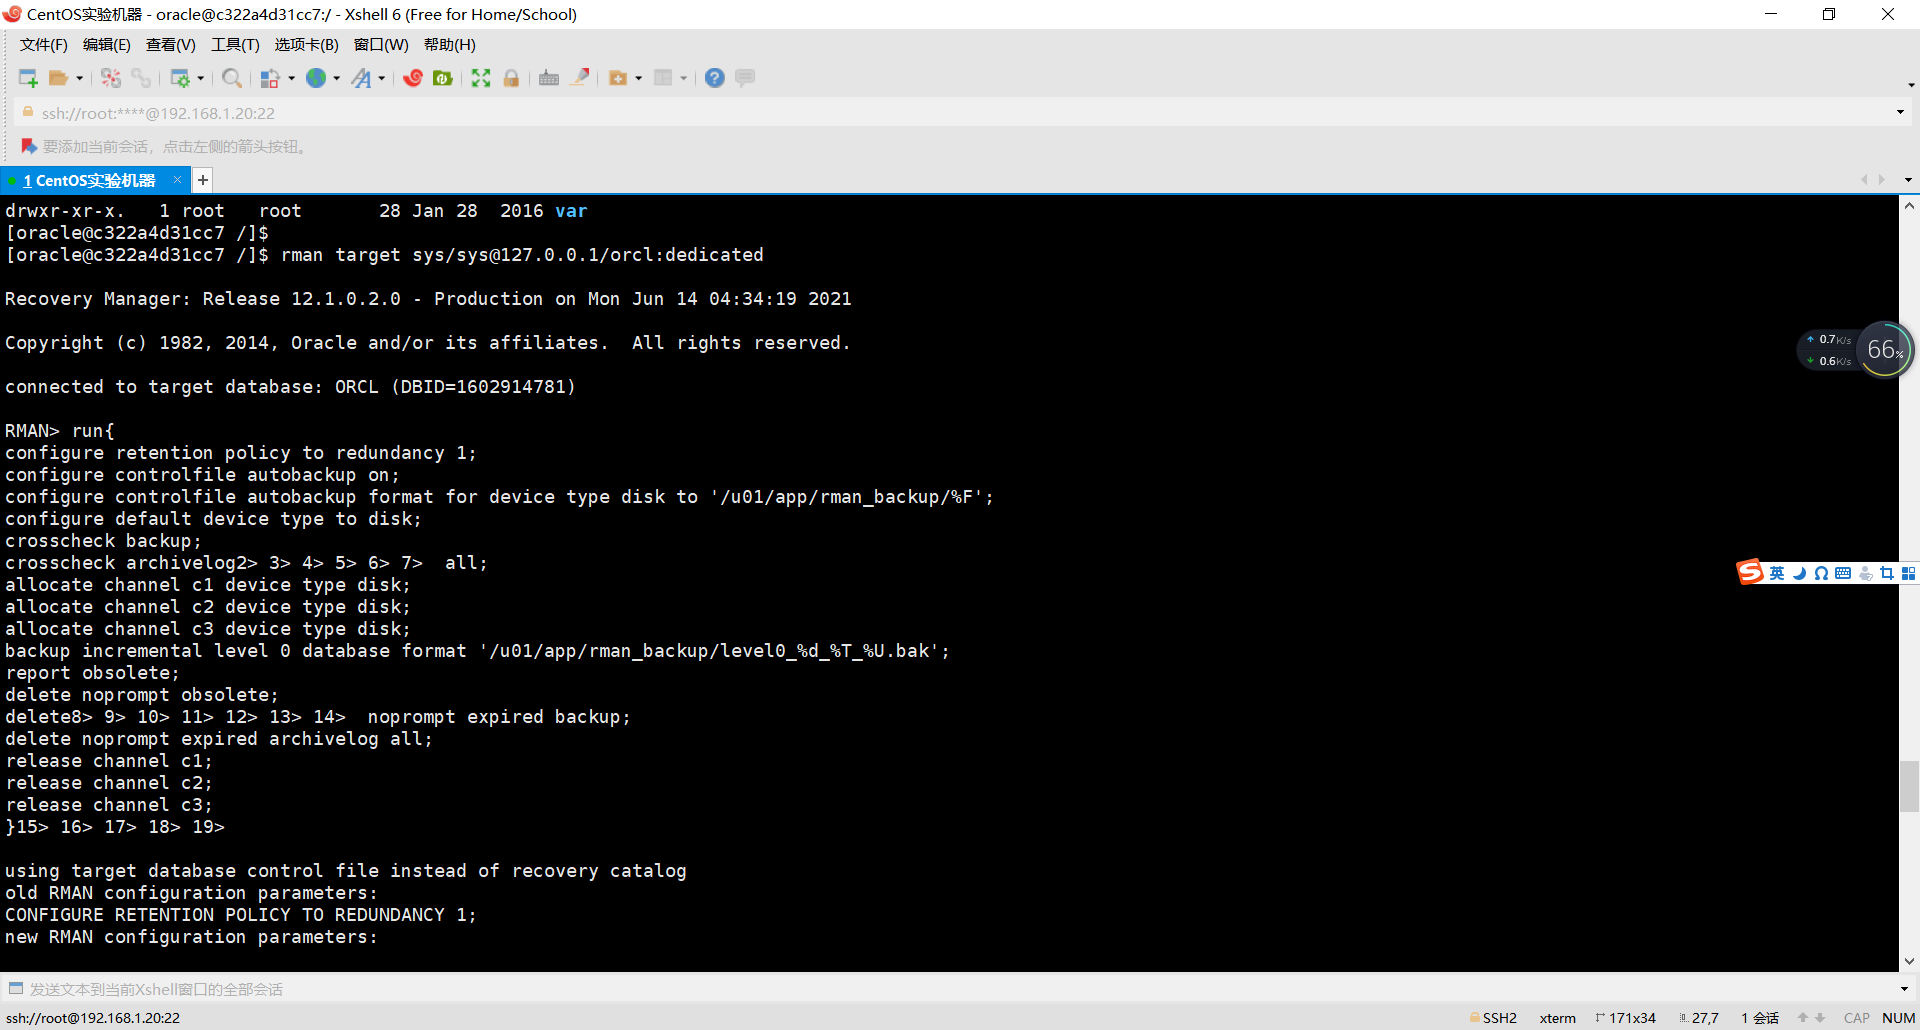 CentOS实验机器 - oracle@c322a4d31cc7:/ - Xshell 6 (Free for Home/School)
文件(F) 编辑(E) 查看(V) 工具(T) 选项卡(B) 窗口(W) 帮助(H)
ssh://root:****@192.168.1.20:22
要添加当前会话，点击左侧的箭头按钮。
1 CentOS实验机器 × +
drwxr-xr-x.   1 root   root       28 Jan 28  2016 var
[oracle@c322a4d31cc7 /]$
[oracle@c322a4d31cc7 /]$ rman target sys/sys@127.0.0.1/orcl:dedicated
Recovery Manager: Release 12.1.0.2.0 - Production on Mon Jun 14 04:34:19 2021
Copyright (c) 1982, 2014, Oracle and/or its affiliates.  All rights reserved.
connected to target database: ORCL (DBID=1602914781)
RMAN> run{
configure retention policy to redundancy 1;
configure controlfile autobackup on;
configure controlfile autobackup format for device type disk to '/u01/app/rman_backup/%F';
configure default device type to disk;
crosscheck backup;
crosscheck archivelog2> 3> 4> 5> 6> 7>  all;
allocate channel c1 device type disk;
allocate channel c2 device type disk;
allocate channel c3 device type disk;
backup incremental level 0 database format '/u01/app/rman_backup/level0_%d_%T_%U.bak';
report obsolete;
delete noprompt obsolete;
delete8> 9> 10> 11> 12> 13> 14>  noprompt expired backup;
delete noprompt expired archivelog all;
release channel c1;
release channel c2;
release channel c3;
}15> 16> 17> 18> 19>
using target database control file instead of recovery catalog
old RMAN configuration parameters:
CONFIGURE RETENTION POLICY TO REDUNDANCY 1;
new RMAN configuration parameters:
0.7K/s
0.6K/s
66%
S英
发送文本到当前Xshell窗口的全部会话
ssh://root@192.168.1.20:22 SSH2 xterm 171x34 27,7 1 会话 CAP NUM